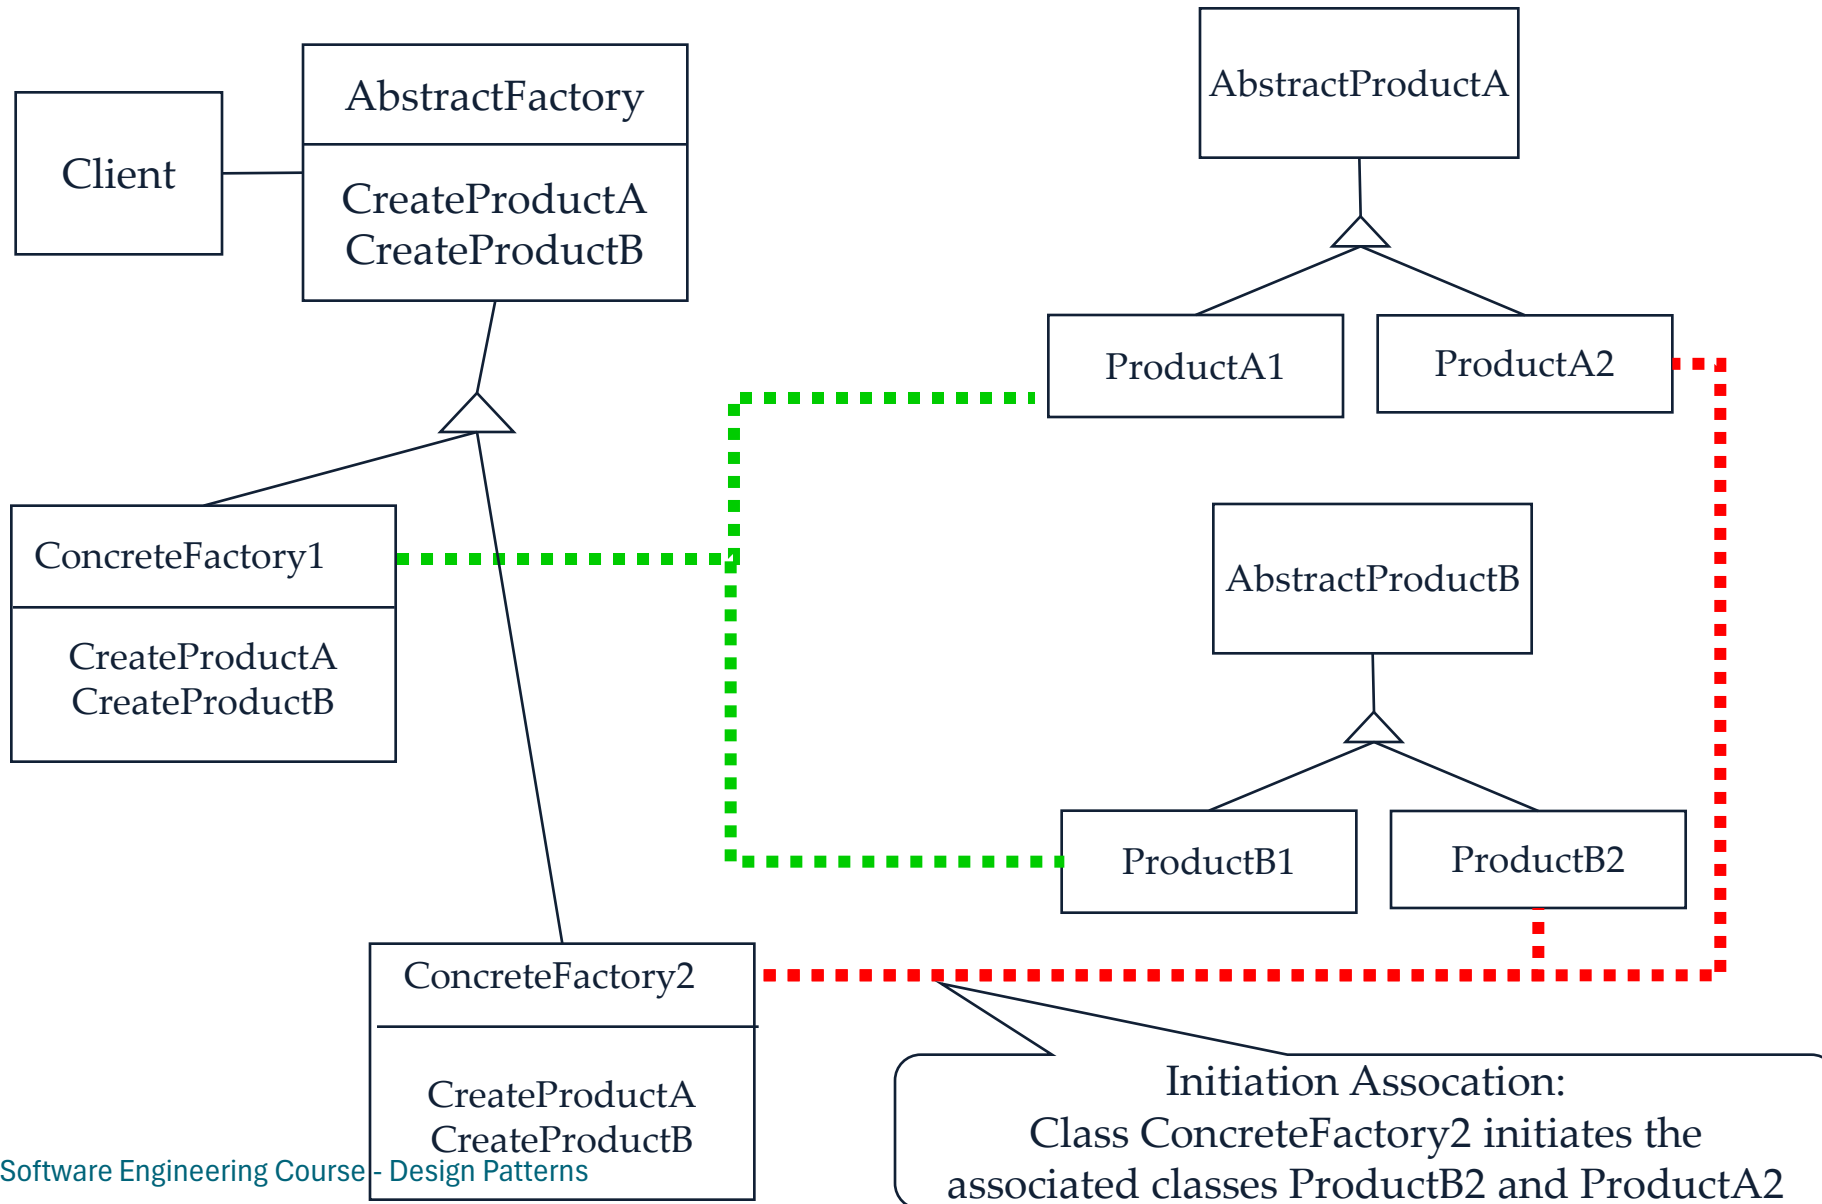 Client
AbstractFactory
CreateProductA
CreateProductB
AbstractProductA
ProductA1
ProductA2
ConcreteFactory1
CreateProductA
CreateProductB
AbstractProductB
ProductB1
ProductB2
ConcreteFactory2
CreateProductA
CreateProductB
Initiation Assocation:
Class ConcreteFactory2 initiates the
associated classes ProductB2 and ProductA2
Software Engineering Course - Design Patterns